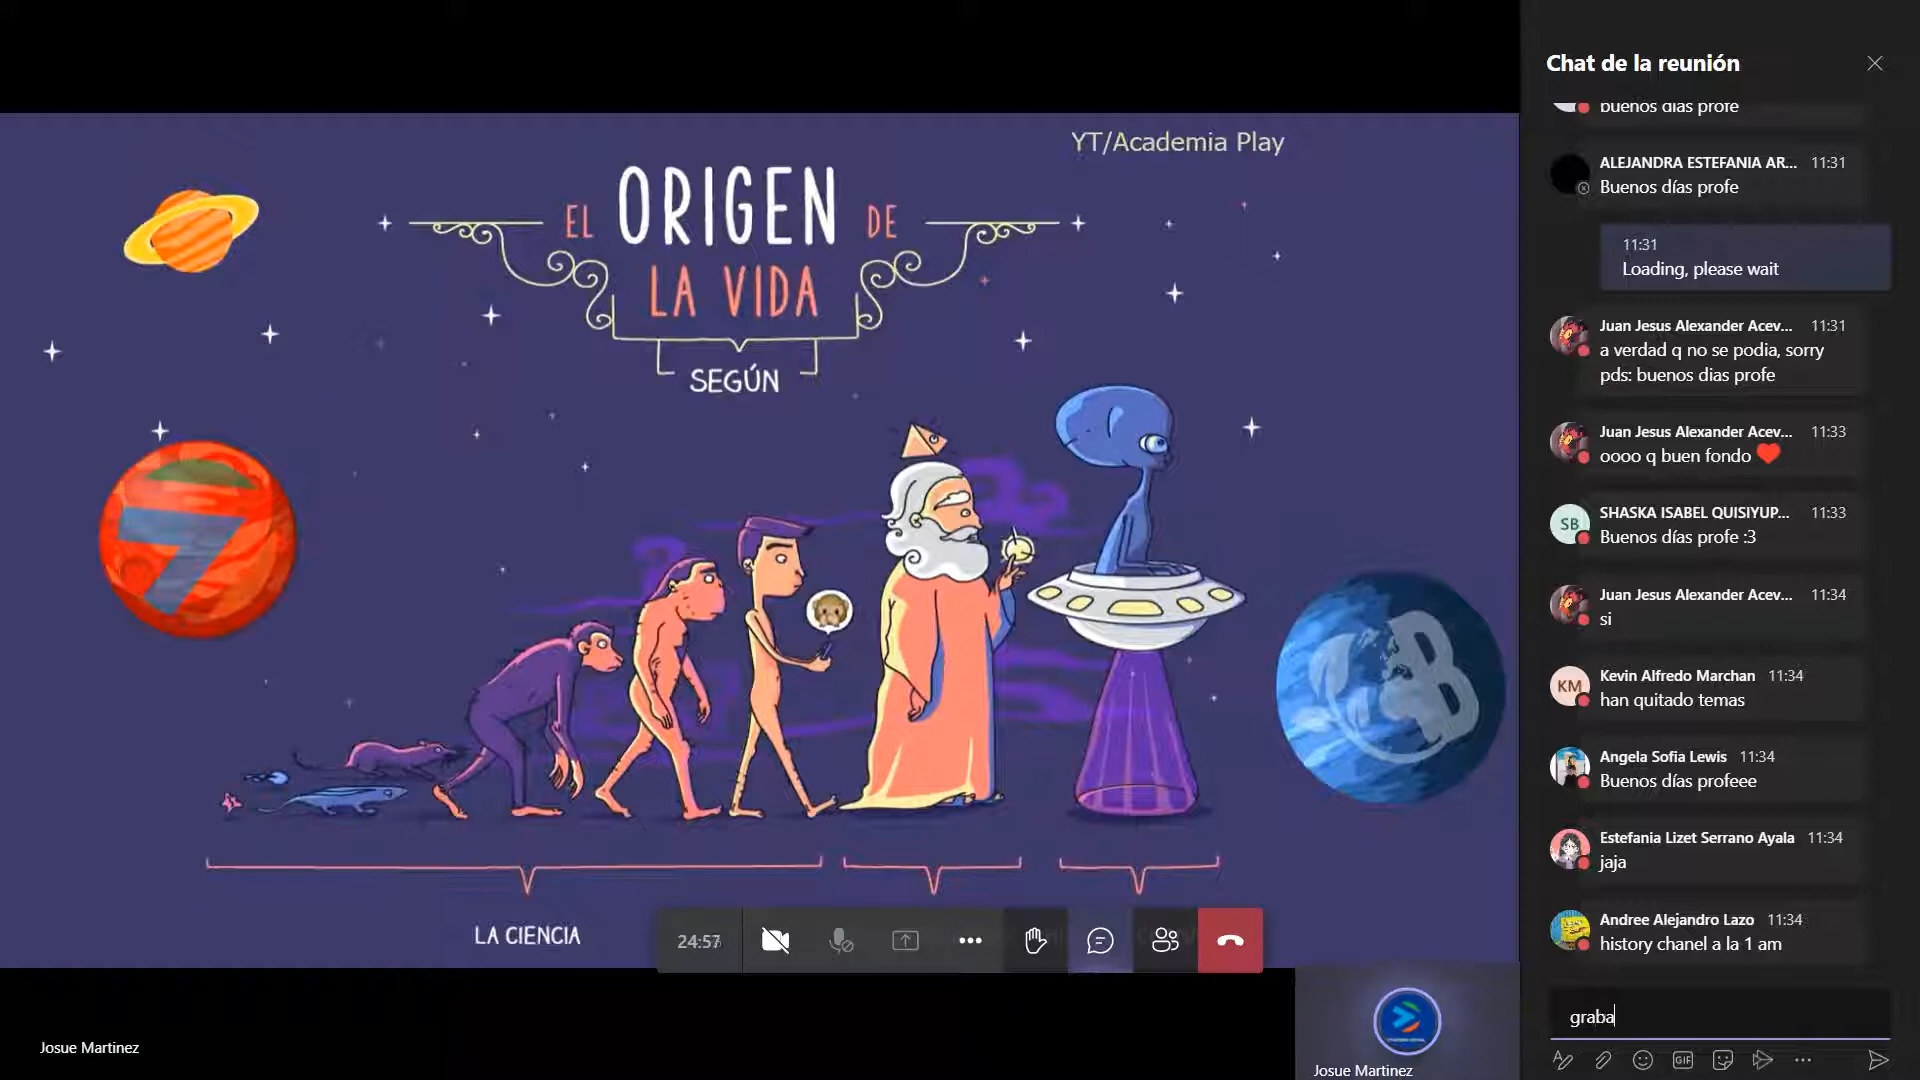 YT/Academia Play
EL ORIGEN DE
LA VIDA
SEGÚN
7
B
LA CIENCIA
24:57
Josue Martinez
Josue Martinez
Chat de la reunión
buenos dias profe
ALEJANDRA ESTEFANIA AR... 11:31
Buenos días profe
11:31
Loading, please wait
Juan Jesus Alexander Acev... 11:31
a verdad q no se podia, sorry
pds: buenos dias profe
Juan Jesus Alexander Acev... 11:33
oooo q buen fondo ❤️
SB
SHASKA ISABEL QUISIYUP... 11:33
Buenos días profe :3
Juan Jesus Alexander Acev... 11:34
si
KM
Kevin Alfredo Marchan 11:34
han quitado temas
Angela Sofia Lewis 11:34
Buenos días profeee
Estefania Lizet Serrano Ayala 11:34
jaja
Andree Alejandro Lazo 11:34
history chanel a la 1 am
graba
GIF